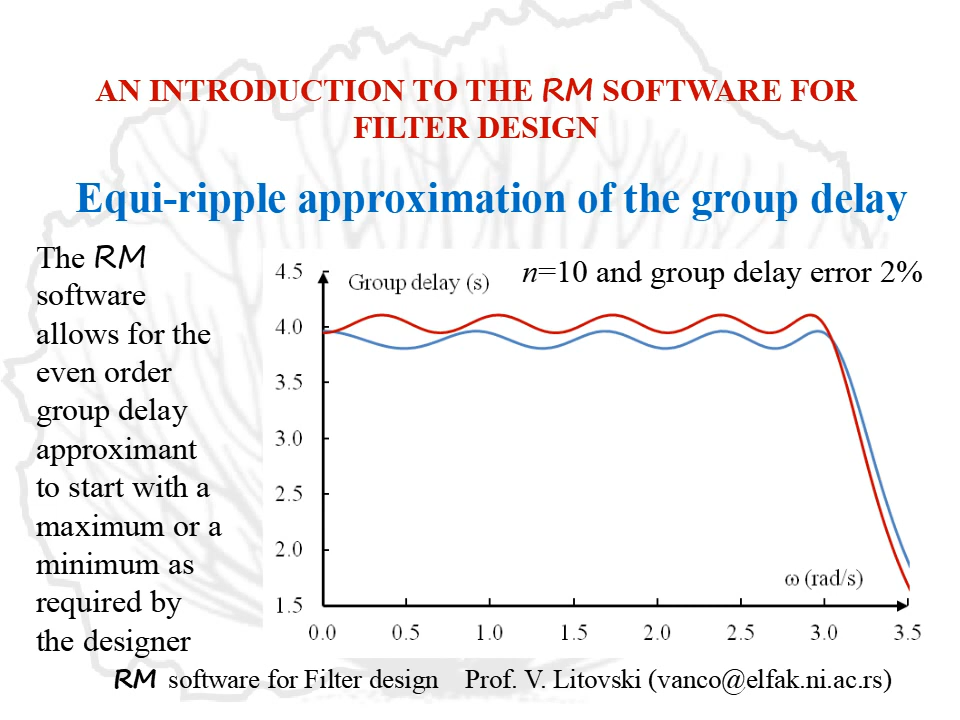 AN INTRODUCTION TO THE RM SOFTWARE FOR
FILTER DESIGN
Equi-ripple approximation of the group delay
The RM
software
allows for the
even order
group delay
approximant
to start with a
maximum or a
minimum as
required by
the designer
n=10 and group delay error 2%
Group delay (s)
4.5
4.0
3.5
3.0
2.5
2.0
1.5
ω (rad/s)
0.0 0.5 1.0 1.5 2.0 2.5 3.0 3.5
RM software for Filter design Prof. V. Litovski (vanco@elfak.ni.ac.rs)